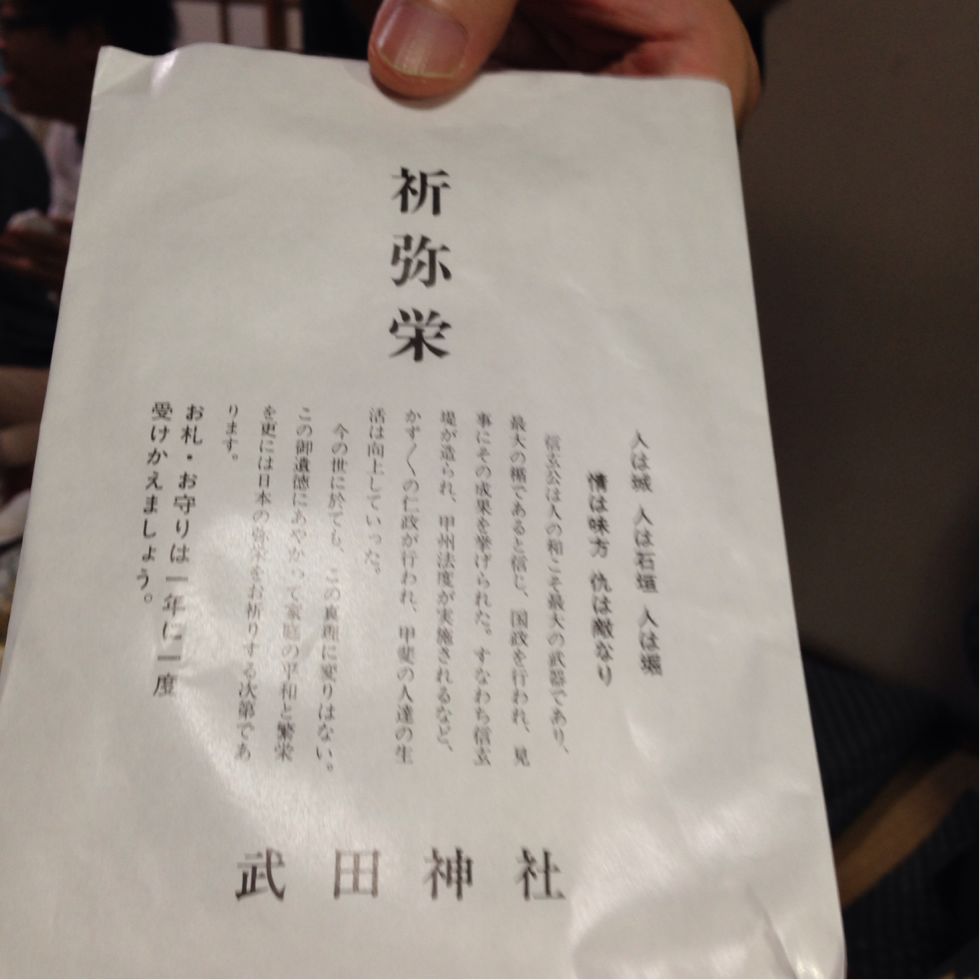 祈弥栄
人は城 人は石垣 人は堀
情は味方 仇は敵なり
信玄公は人の和こそ最大の武器であり、
最大の楯であると信じ、国政を行われ、見
事にその成果を挙げられた。すなわち信玄
堤が造られ、甲州法度が実施されるなど、
かず〱の仁政が行われ、甲斐の人達の生
活は向上していった。
今の世に於ても、この真理に変りはない。
この御遺徳にあやかって家庭の平和と繁栄
を更には日本の弥栄をお祈りする次第であ
ります。
お札・お守りは一年に一度
受けかえましょう。
武田神社